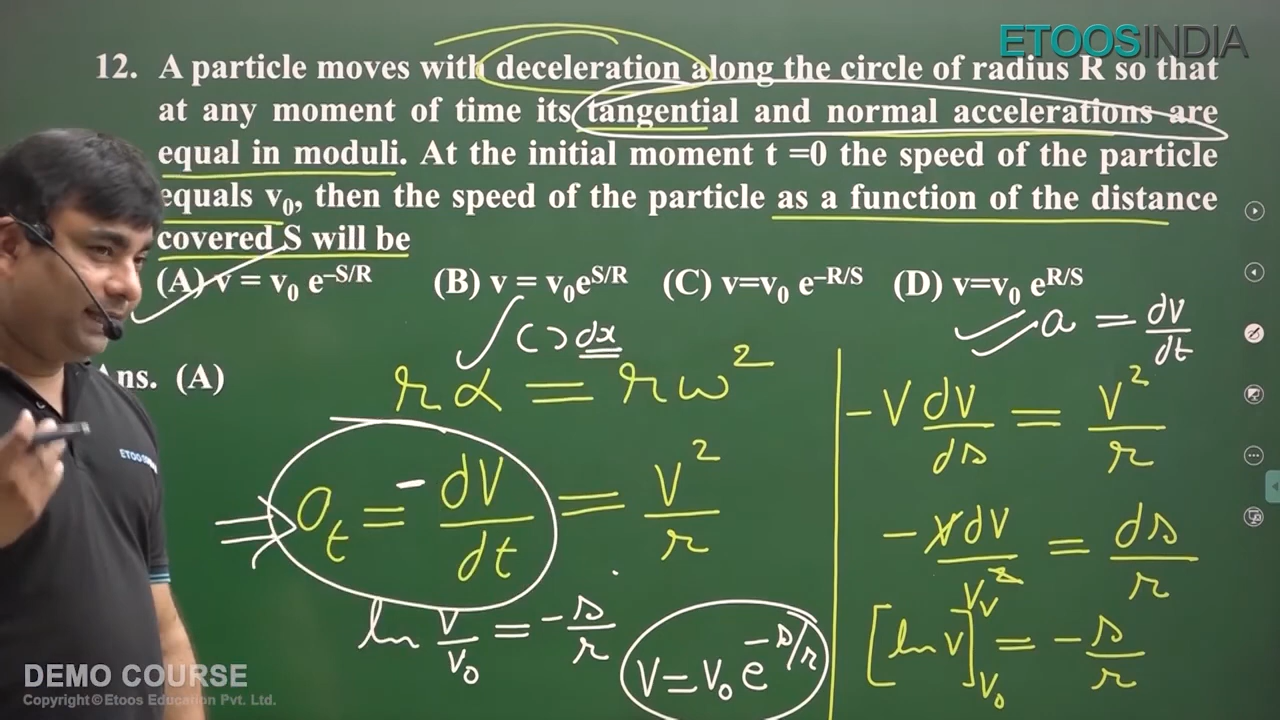 ETOOSINDIA
12. A particle moves with deceleration along the circle of radius R so that
at any moment of time its tangential and normal accelerations are
equal in moduli. At the initial moment t =0 the speed of the particle
equals v₀, then the speed of the particle as a function of the distance
covered S will be
(A) v = v₀ e^–S/R (B) v = v₀e^S/R (C) v=v₀ e^–R/S (D) v=v₀ e^R/S
( ) dx
a = dv/dt
Ans. (A)
rα = rω²
a_t = -dV/dt = V²/r
ln V/V₀ = -s/r
V = V₀ e^-s/r
-V dV/ds = V²/r
-V dV/V² = ds/r
[ln V]_V₀^V = -s/r
ETOOS
DEMO COURSE
Copyright © Etoos Education Pvt. Ltd.